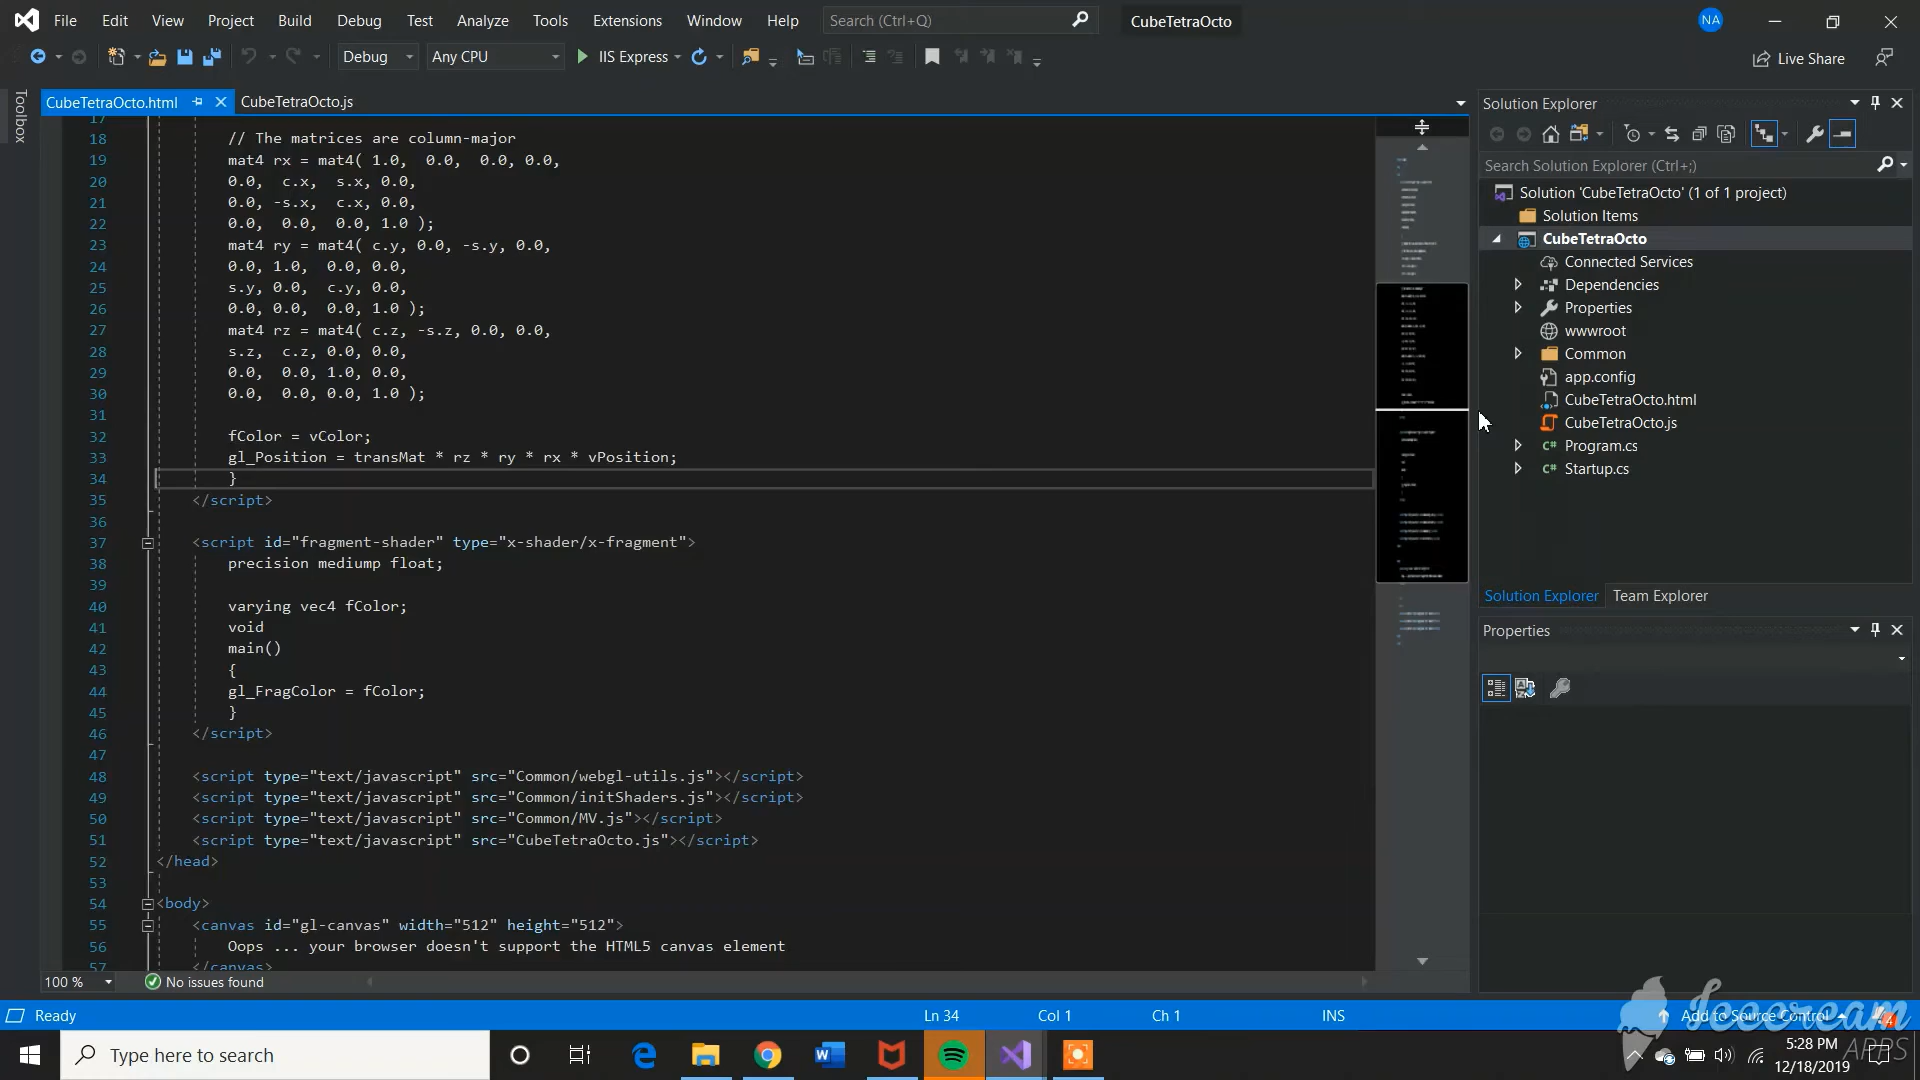 File Edit View Project Build Debug Test Analyze Tools Extensions Window Help Search (Ctrl+Q) CubeTetraOcto NA
Debug Any CPU IIS Express Live Share
Toolbox
CubeTetraOcto.html CubeTetraOcto.js
17
18 // The matrices are column-major
19 mat4 rx = mat4( 1.0, 0.0, 0.0, 0.0,
20 0.0, c.x, s.x, 0.0,
21 0.0, -s.x, c.x, 0.0,
22 0.0, 0.0, 0.0, 1.0 );
23 mat4 ry = mat4( c.y, 0.0, -s.y, 0.0,
24 0.0, 1.0, 0.0, 0.0,
25 s.y, 0.0, c.y, 0.0,
26 0.0, 0.0, 0.0, 1.0 );
27 mat4 rz = mat4( c.z, -s.z, 0.0, 0.0,
28 s.z, c.z, 0.0, 0.0,
29 0.0, 0.0, 1.0, 0.0,
30 0.0, 0.0, 0.0, 1.0 );
31
32 fColor = vColor;
33 gl_Position = transMat * rz * ry * rx * vPosition;
34 }
35 </script>
36
37 <script id="fragment-shader" type="x-shader/x-fragment">
38 precision mediump float;
39
40 varying vec4 fColor;
41 void
42 main()
43 {
44 gl_FragColor = fColor;
45 }
46 </script>
47
48 <script type="text/javascript" src="Common/webgl-utils.js"></script>
49 <script type="text/javascript" src="Common/initShaders.js"></script>
50 <script type="text/javascript" src="Common/MV.js"></script>
51 <script type="text/javascript" src="CubeTetraOcto.js"></script>
52 </head>
53
54 <body>
55 <canvas id="gl-canvas" width="512" height="512">
56 Oops ... your browser doesn't support the HTML5 canvas element
57 </canvas>
100 % No issues found
Solution Explorer
Search Solution Explorer (Ctrl+;)
Solution 'CubeTetraOcto' (1 of 1 project)
Solution Items
CubeTetraOcto
Connected Services
Dependencies
Properties
wwwroot
Common
app.config
CubeTetraOcto.html
CubeTetraOcto.js
C# Program.cs
C# Startup.cs
Solution Explorer Team Explorer
Properties
Ready Ln 34 Col 1 Ch 1 INS Add to Source Control 4
Icecream
APPS
Type here to search
5:28 PM
12/18/2019